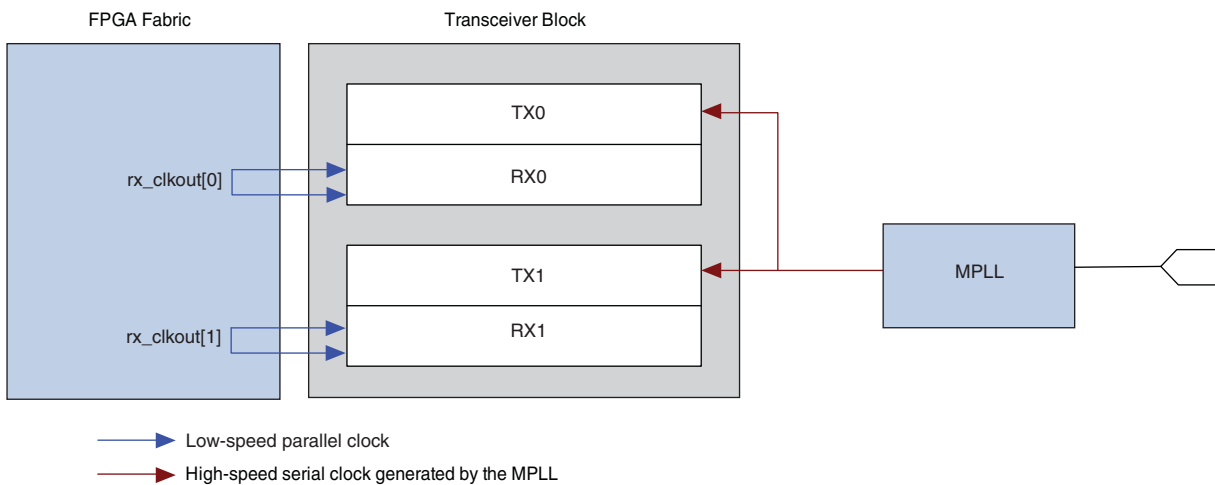 FPGA Fabric
Transceiver Block
TX0
rx_clkout[0]
RX0
TX1
MPLL
rx_clkout[1]
RX1
Low-speed parallel clock
High-speed serial clock generated by the MPLL